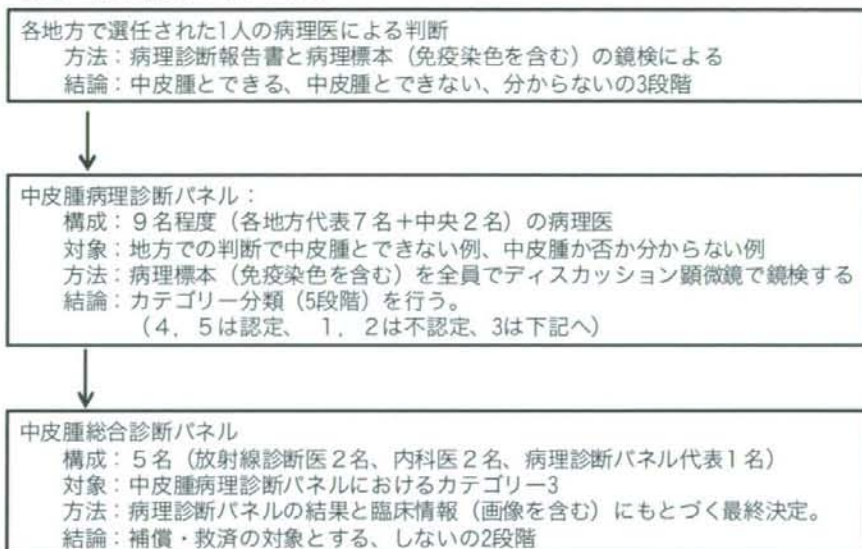 各地方で選任された1人の病理医による判断
方法：病理診断報告書と病理標本（免疫染色を含む）の鏡検による
結論：中皮腫とできる、中皮腫とできない、分からないの3段階
中皮腫病理診断パネル：
構成：９名程度（各地方代表７名＋中央２名）の病理医
対象：地方での判断で中皮腫とできない例、中皮腫か否か分からない例
方法：病理標本（免疫染色を含む）を全員でディスカッション顕微鏡で鏡検する
結論：カテゴリー分類（5段階）を行う。
（４．５は認定、１．２は不認定、3は下記へ）
中皮腫総合診断パネル
構成：５名（放射線診断医２名、内科医２名、病理診断パネル代表１名）
対象：中皮腫病理診断パネルにおけるカテゴリー3
方法：病理診断パネルの結果と臨床情報（画像を含む）にもとづく最終決定。
結論：補償・救済の対象とする、しないの2段階